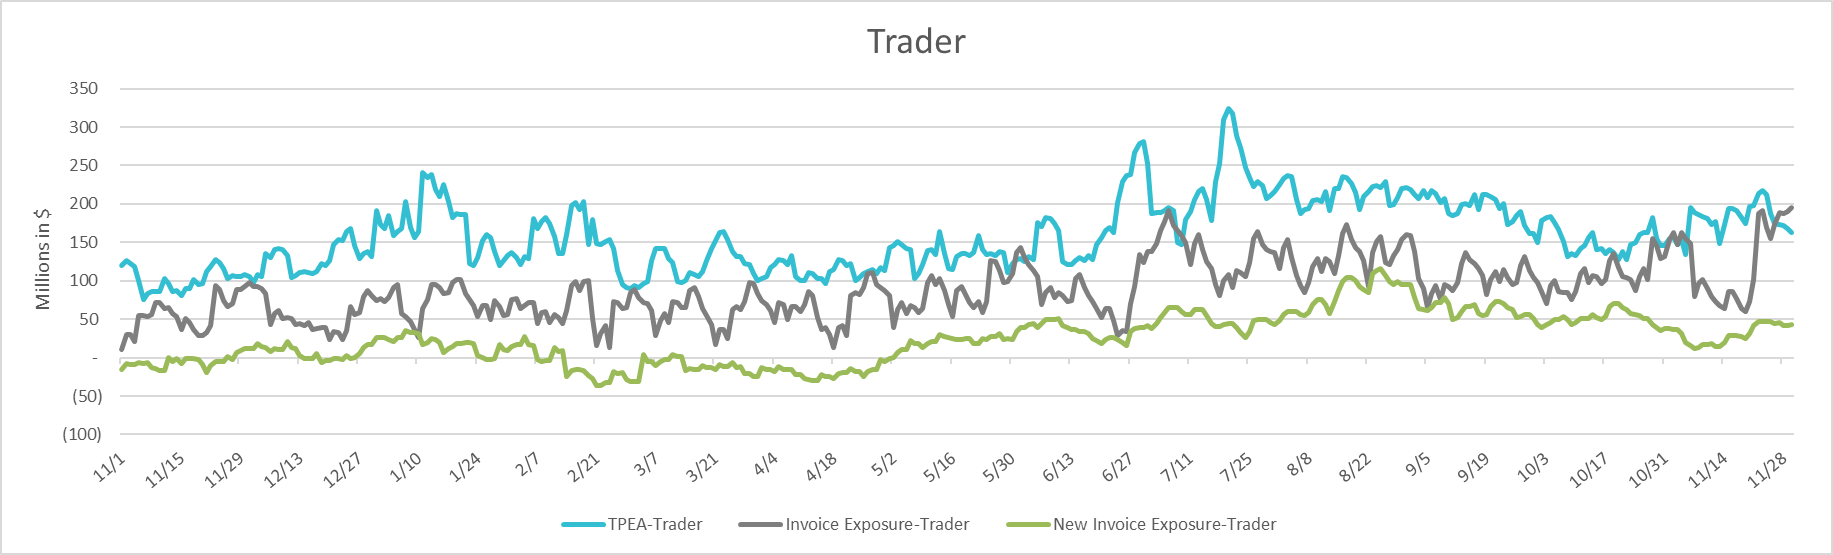 Trader
Millions in $
350
300
250
200
150
100
50
-
(50)
(100)
11/1 11/15 11/29 12/13 12/27 1/10 1/24 2/7 2/21 3/7 3/21 4/4 4/18 5/2 5/16 5/30 6/13 6/27 7/11 7/25 8/8 8/22 9/5 9/19 10/3 10/17 10/31 11/14 11/28
TPEA-Trader Invoice Exposure-Trader New Invoice Exposure-Trader